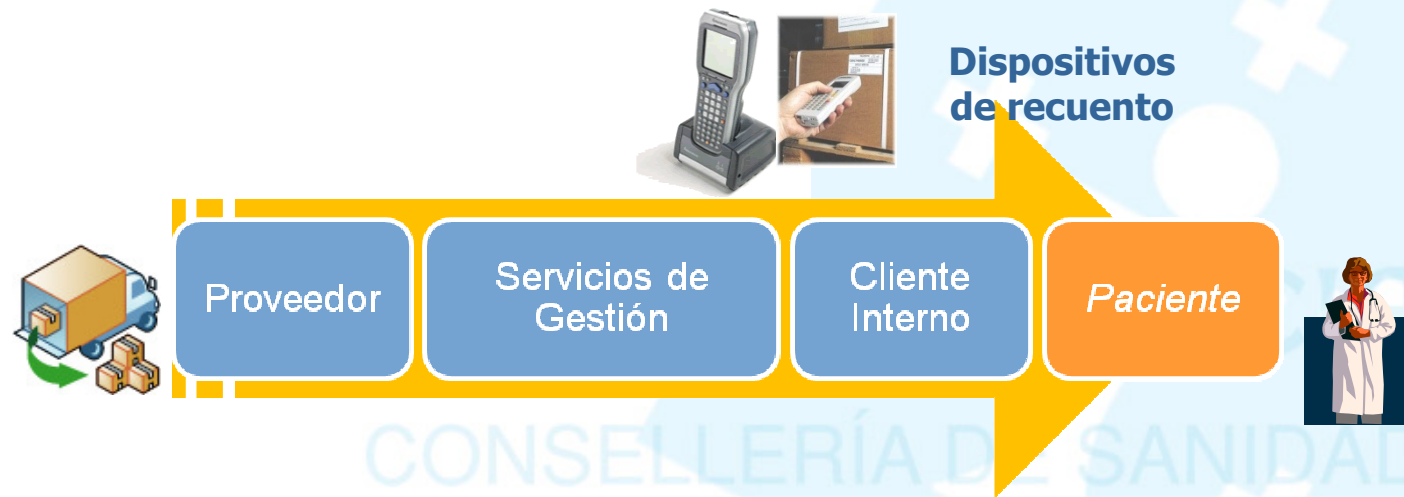 Dispositivos
de recuento
Proveedor
Servicios de
Gestión
Cliente
Interno
Paciente
CONSELLERÍA DE SANIDAD